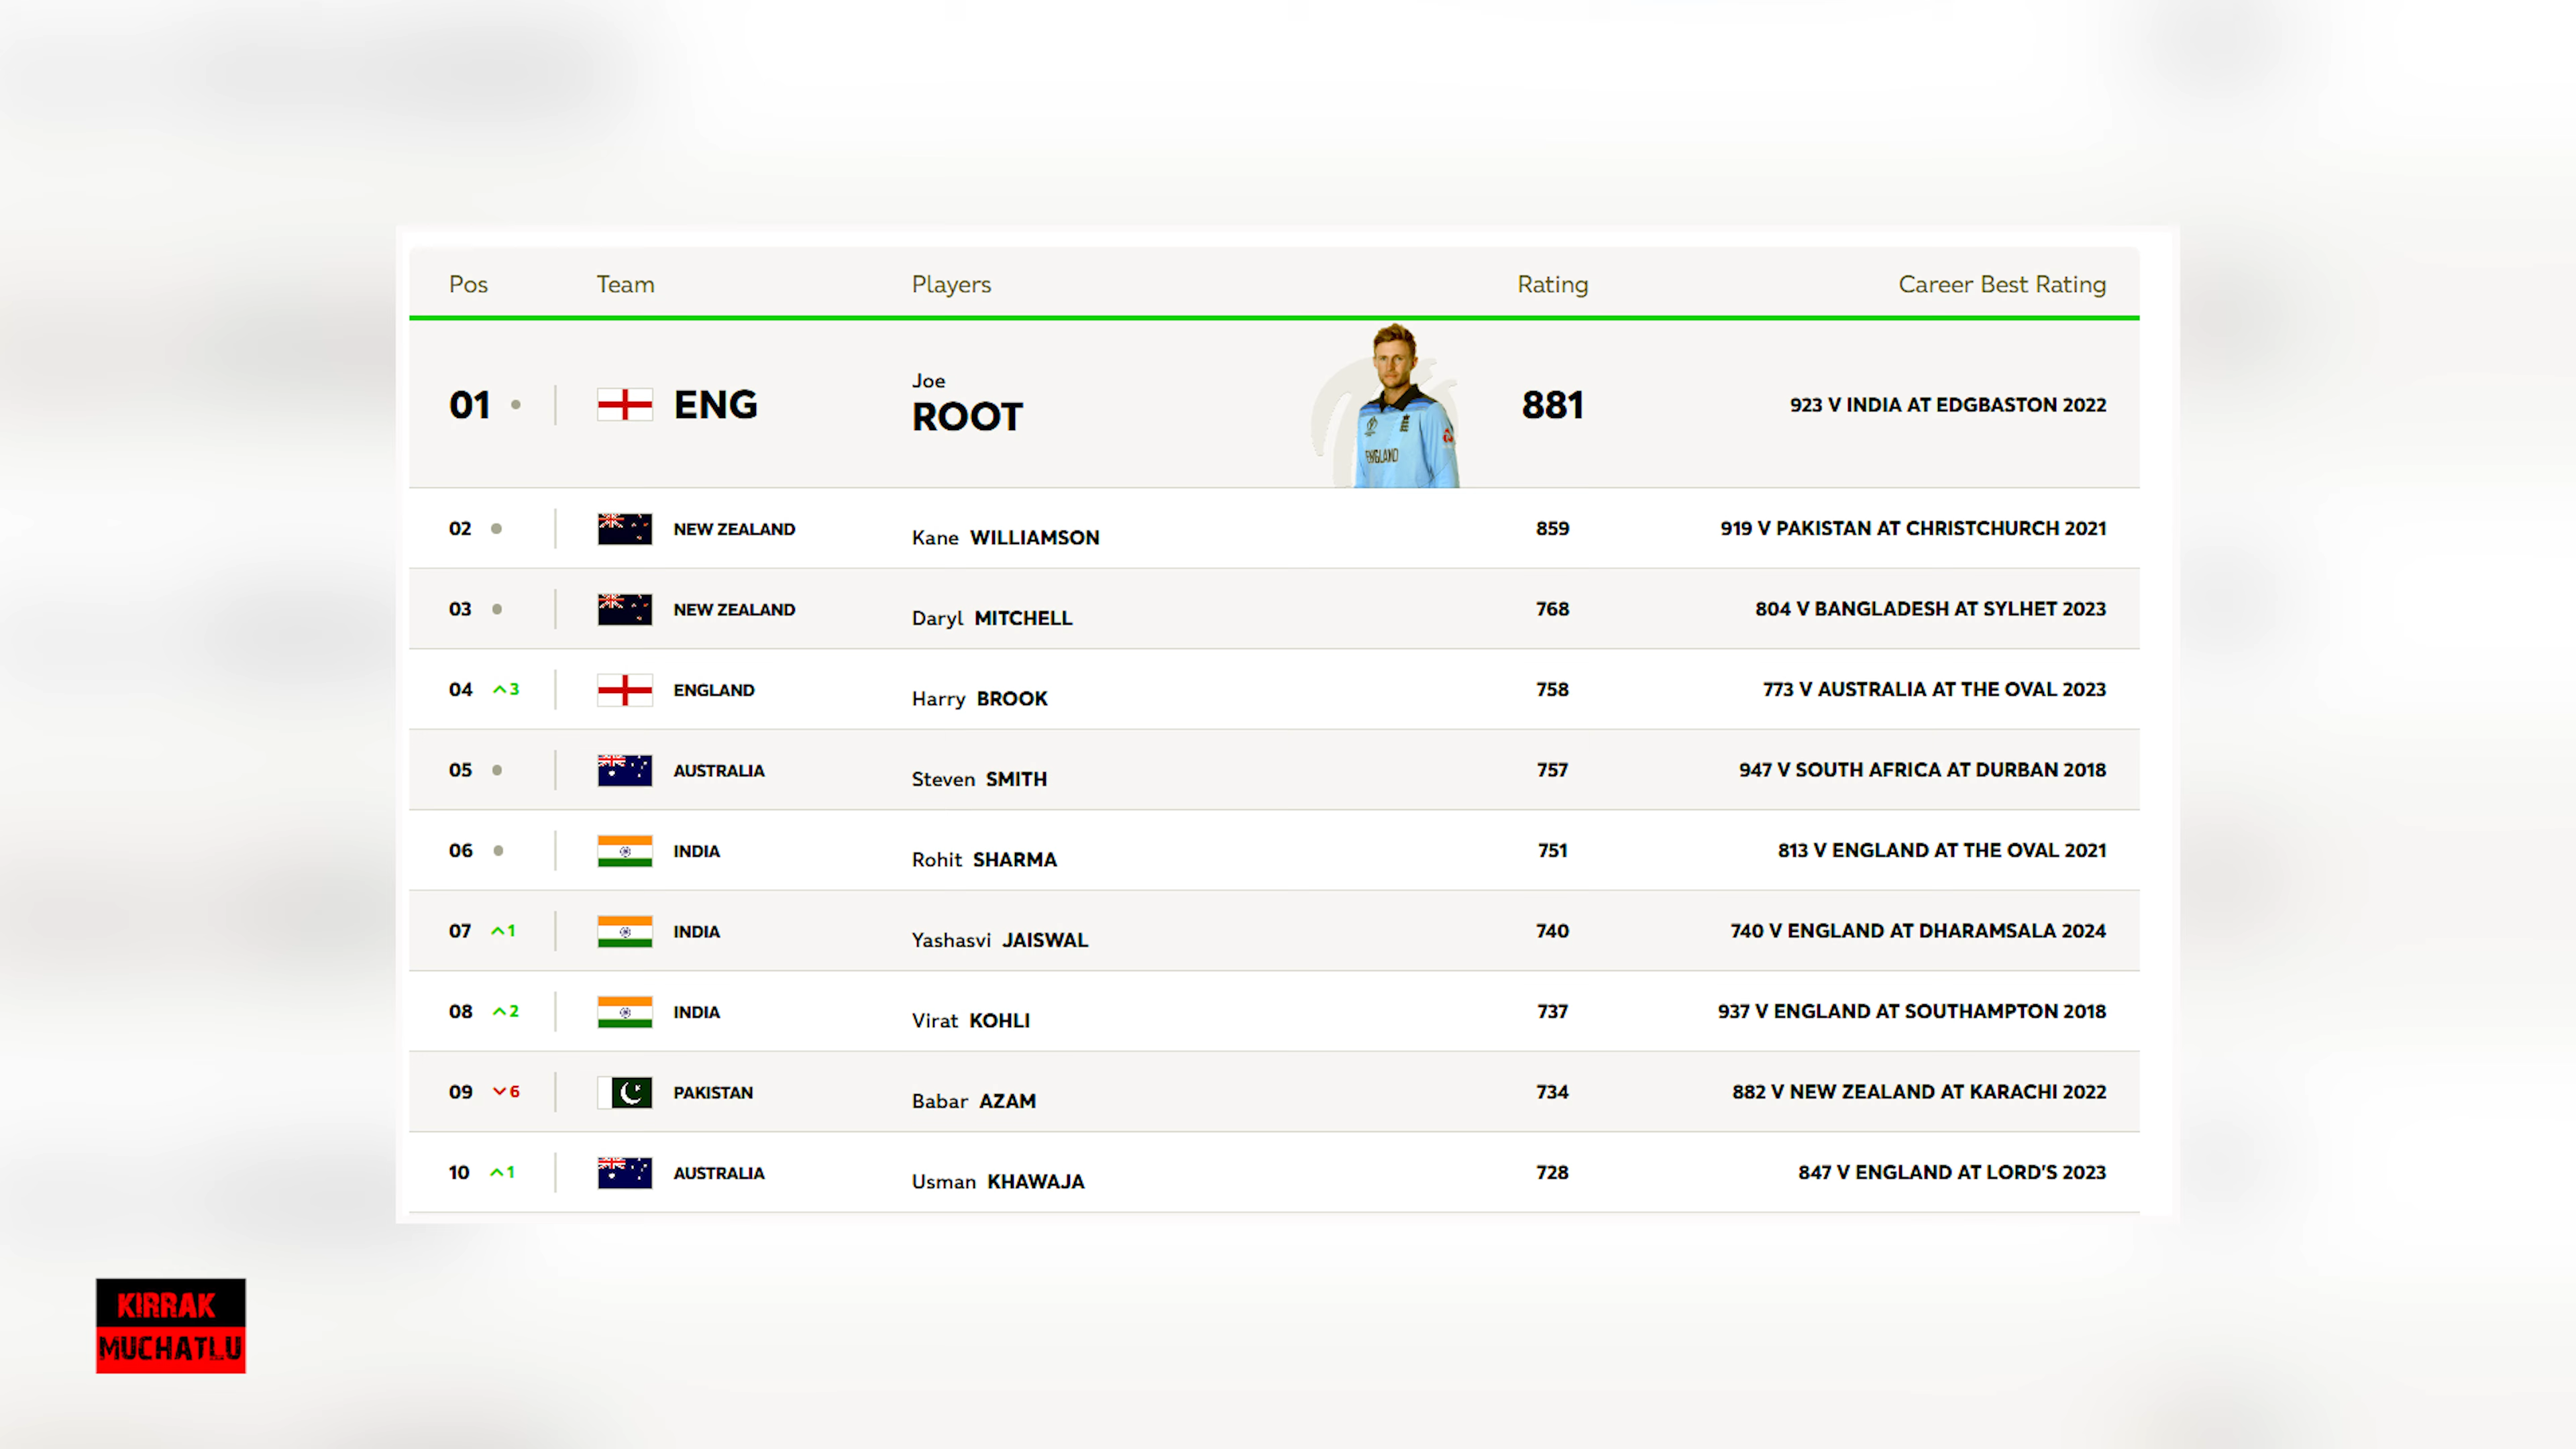 Pos Team Players Rating Career Best Rating
01 ENG Joe ROOT 881 923 V INDIA AT EDGBASTON 2022
ENGLAND
02 NEW ZEALAND Kane WILLIAMSON 859 919 V PAKISTAN AT CHRISTCHURCH 2021
03 NEW ZEALAND Daryl MITCHELL 768 804 V BANGLADESH AT SYLHET 2023
04 3 ENGLAND Harry BROOK 758 773 V AUSTRALIA AT THE OVAL 2023
05 AUSTRALIA Steven SMITH 757 947 V SOUTH AFRICA AT DURBAN 2018
06 INDIA Rohit SHARMA 751 813 V ENGLAND AT THE OVAL 2021
07 1 INDIA Yashasvi JAISWAL 740 740 V ENGLAND AT DHARAMSALA 2024
08 2 INDIA Virat KOHLI 737 937 V ENGLAND AT SOUTHAMPTON 2018
09 6 PAKISTAN Babar AZAM 734 882 V NEW ZEALAND AT KARACHI 2022
10 1 AUSTRALIA Usman KHAWAJA 728 847 V ENGLAND AT LORD'S 2023
KIRRAK
MUCHATLU